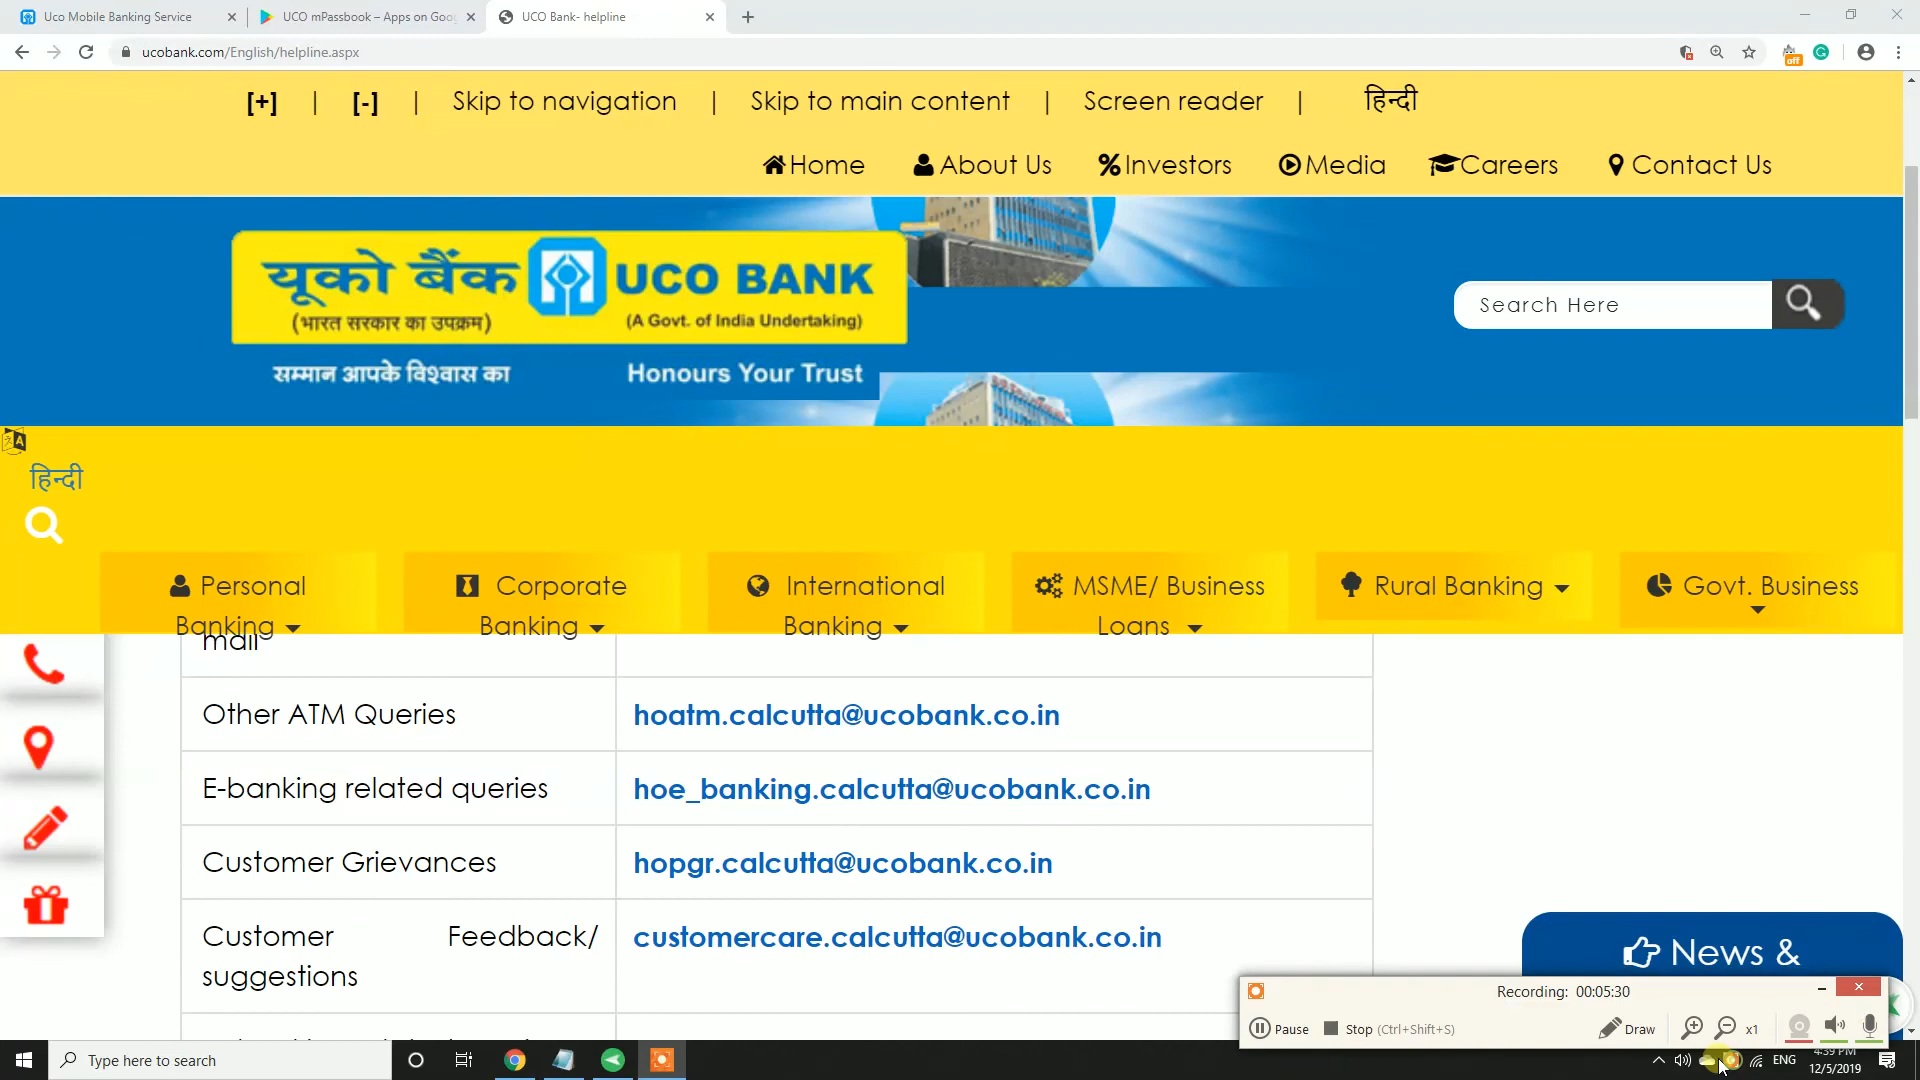 Uco Mobile Banking Service
UCO mPassbook – Apps on Goo
UCO Bank- helpline
ucobank.com/English/helpline.aspx
off
[+] | [-] | Skip to navigation | Skip to main content | Screen reader | हिन्दी
Home About Us Investors Media Careers Contact Us
यूको बैंक UCO BANK
(भारत सरकार का उपक्रम) (A Govt. of India Undertaking)
सम्मान आपके विश्वास का Honours Your Trust
Search Here
हिन्दी
Personal Banking
Corporate Banking
International Banking
MSME/ Business Loans
Rural Banking
Govt. Business
mail
Other ATM Queries hoatm.calcutta@ucobank.co.in
E-banking related queries hoe_banking.calcutta@ucobank.co.in
Customer Grievances hopgr.calcutta@ucobank.co.in
Customer Feedback/ customercare.calcutta@ucobank.co.in
suggestions
News &
Recording: 00:05:30
Pause Stop (Ctrl+Shift+S) Draw x1
Type here to search
ENG
4:39 PM
12/5/2019